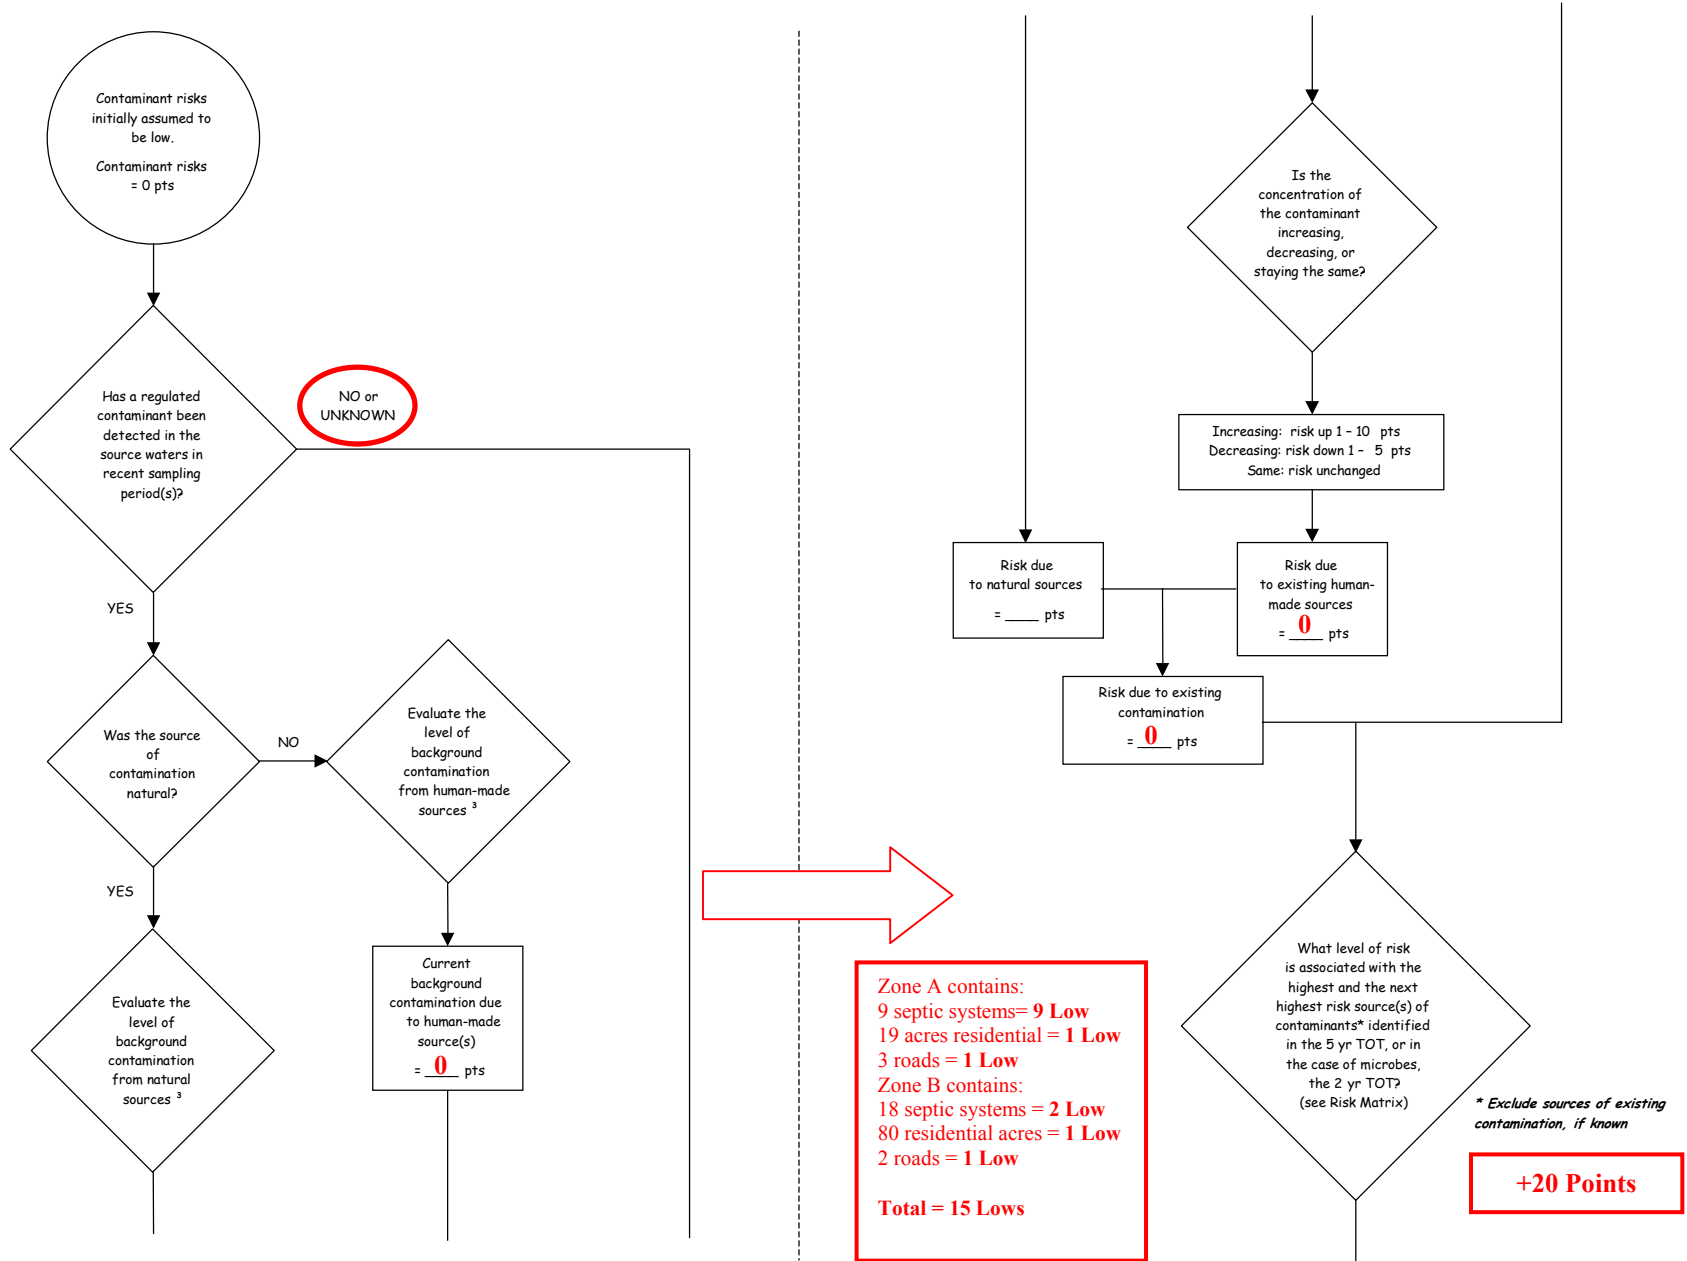 Contaminant risks
initially assumed to
be low.
Contaminant risks
= 0 pts
Has a regulated
contaminant been
detected in the
source waters in
recent sampling
period(s)?
NO or
UNKNOWN
YES
Was the source
of
contamination
natural?
NO
Evaluate the
level of
background
contamination
from human-made
sources ³
YES
Evaluate the
level of
background
contamination
from natural
sources ³
Current
background
contamination due
to human-made
source(s)
= 0 pts
Is the
concentration of
the contaminant
increasing,
decreasing, or
staying the same?
Increasing: risk up 1 – 10 pts
Decreasing: risk down 1 – 5 pts
Same: risk unchanged
Risk due
to natural sources
= ____ pts
Risk due
to existing human-
made sources
= 0 pts
Risk due to existing
contamination
= 0 pts
Zone A contains:
9 septic systems= 9 Low
19 acres residential = 1 Low
3 roads = 1 Low
Zone B contains:
18 septic systems = 2 Low
80 residential acres = 1 Low
2 roads = 1 Low
Total = 15 Lows
What level of risk
is associated with the
highest and the next
highest risk source(s) of
contaminants* identified
in the 5 yr TOT, or in
the case of microbes,
the 2 yr TOT?
(see Risk Matrix)
* Exclude sources of existing
contamination, if known
+20 Points